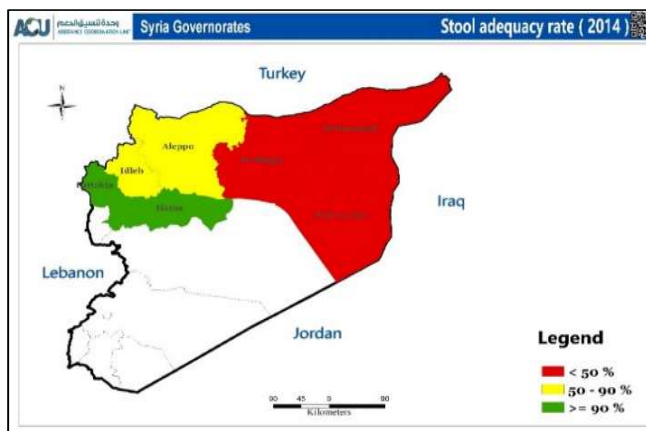 ACU
وحدة تنسيق الدعم
ASSISTANCE COORDINATION UNIT
Syria Governorates
Stool adequacy rate ( 2014 )
Turkey
N
Aleppo
Idleb
Lattakia
Hama
Iraq
Lebanon
Jordan
Legend
< 50 %
50 - 90 %
>= 90 %
90 45 0 90
Kilometers